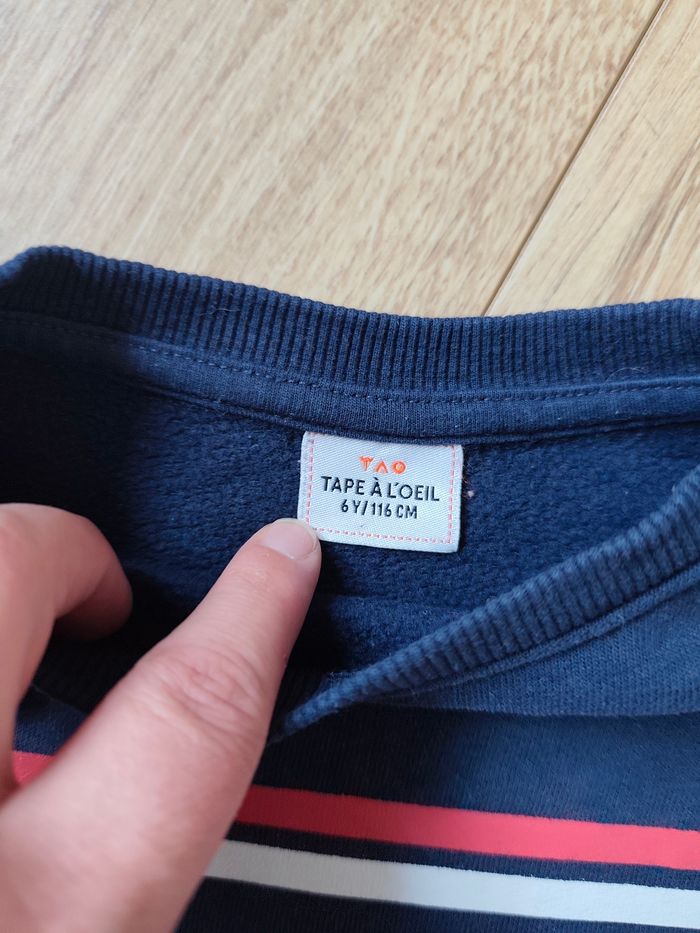 TAO
TAPE À L'OEIL
6Y/116 CM